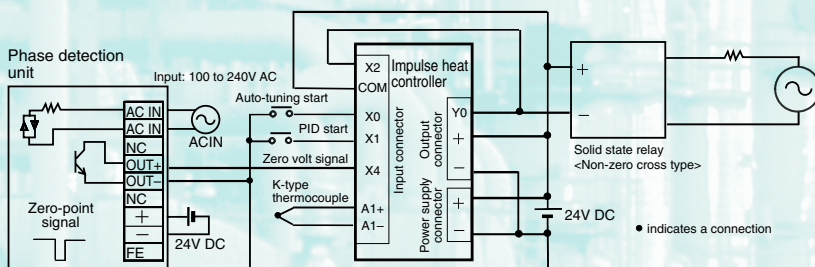 Phase detection
unit
Input: 100 to 240V AC
AC IN
AC IN
NC
OUT+
OUT−
NC
+
−
FE
ACIN
24V DC
Zero-point
signal
Auto-tuning start
PID start
Zero volt signal
K-type
thermocouple
Impulse heat
controller
X2
COM
X0
X1
X4
A1+
A1−
Input connector
Output
connector
Y0
+
−
Power supply
connector
+
−
24V DC
+
−
Solid state relay
<Non-zero cross type>
● indicates a connection